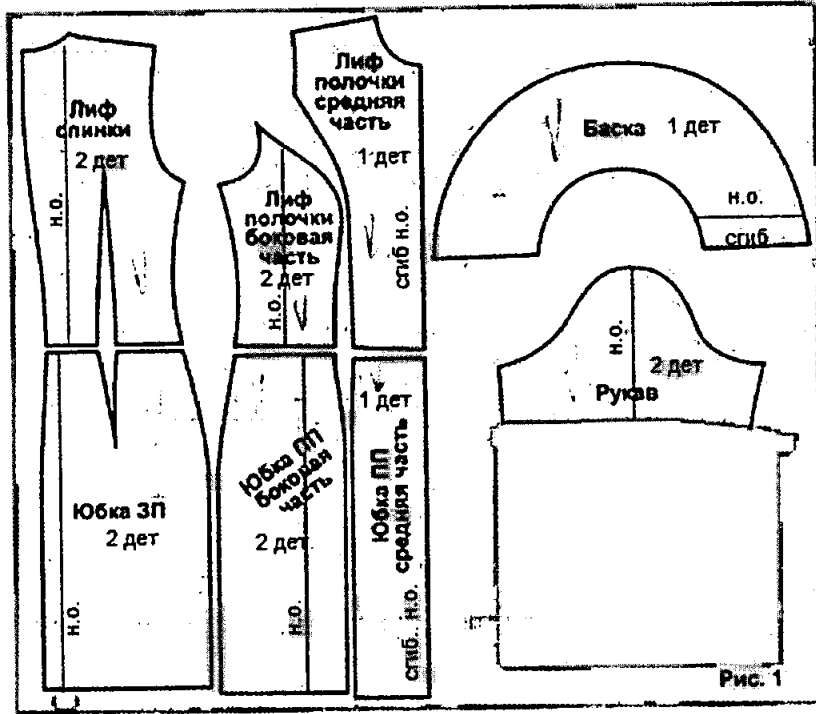 Лиф
спинки
2 дет
н.о.
Лиф
полочки
средняя
часть
1 дет
сгиб н.о.
Лиф
полочки
боковая
часть
2 дет
н.о.
Баска 1 дет
н.о.
сгиб
н.о.
2 дет
Рукав
Юбка ЗП
2 дет
н.о.
Юбка ПП
боковая
часть
2 дет
н.о.
1 дет
Юбка ПП
средняя часть
сгиб.. н.о.
Рис. 1